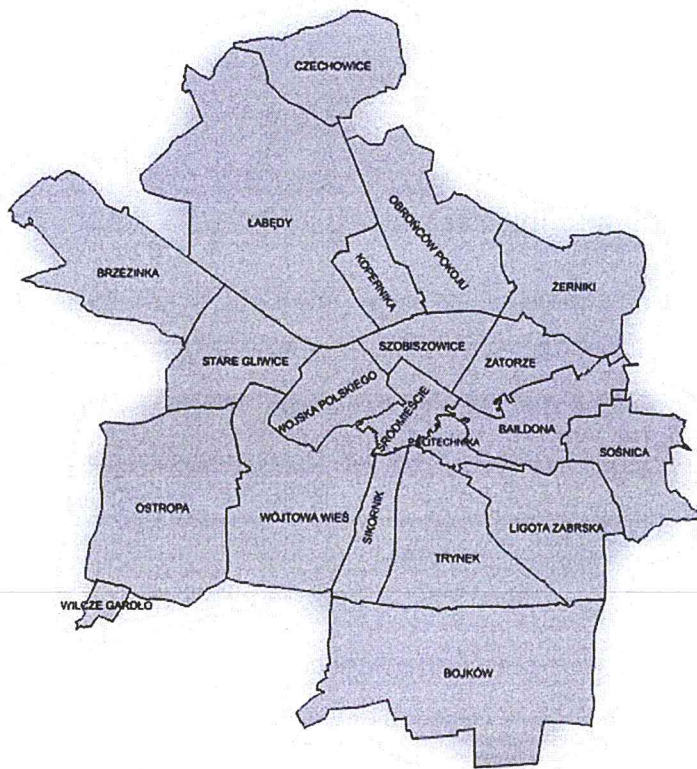 CZECHOWICE
ŁABĘDY
OBROŃCÓW POKOJU
BRZEZINKA
KOPERNIKA
ŻERNIKI
SZOBISZOWICE
STARE GLIWICE
ZATORZE
WOJSKA POLSKIEGO
ŚRÓDMIEŚCIE
BAILDONA
POLITECHNIKA
SOŚNICA
OSTROPA
WÓJTOWA WIEŚ
SIKORNIK
LIGOTA ZABRSKA
TRYNEK
WILCZE GARDŁO
BOJKÓW